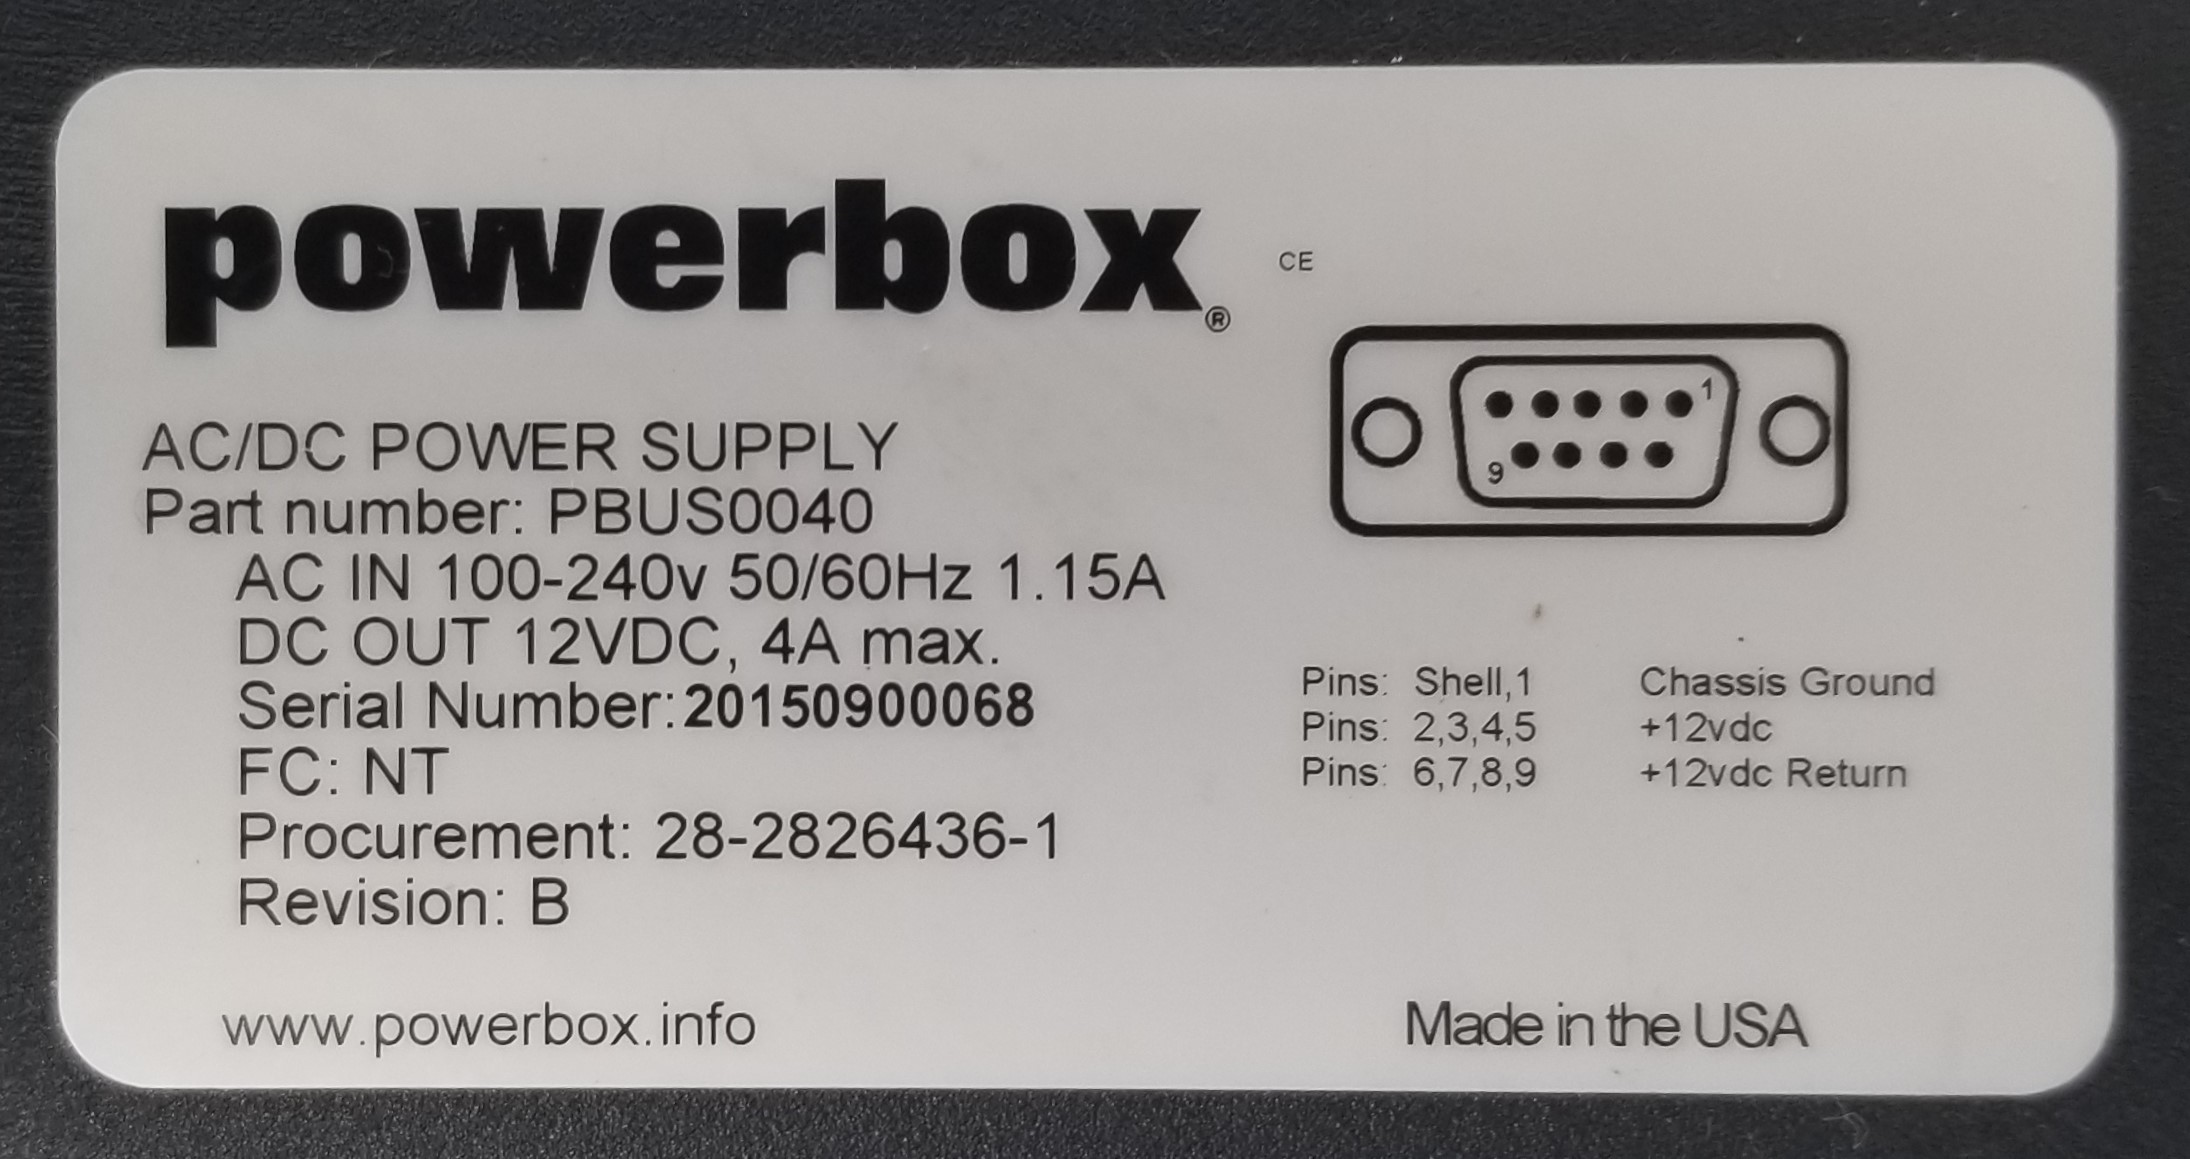 powerbox®
CE
AC/DC POWER SUPPLY
Part number: PBUS0040
AC IN 100-240v 50/60Hz 1.15A
DC OUT 12VDC, 4A max.
Serial Number:20150900068
FC: NT
Procurement: 28-2826436-1
Revision: B
www.powerbox.info
1
9
Pins: Shell,1 Chassis Ground
Pins: 2,3,4,5 +12vdc
Pins: 6,7,8,9 +12vdc Return
Made in the USA